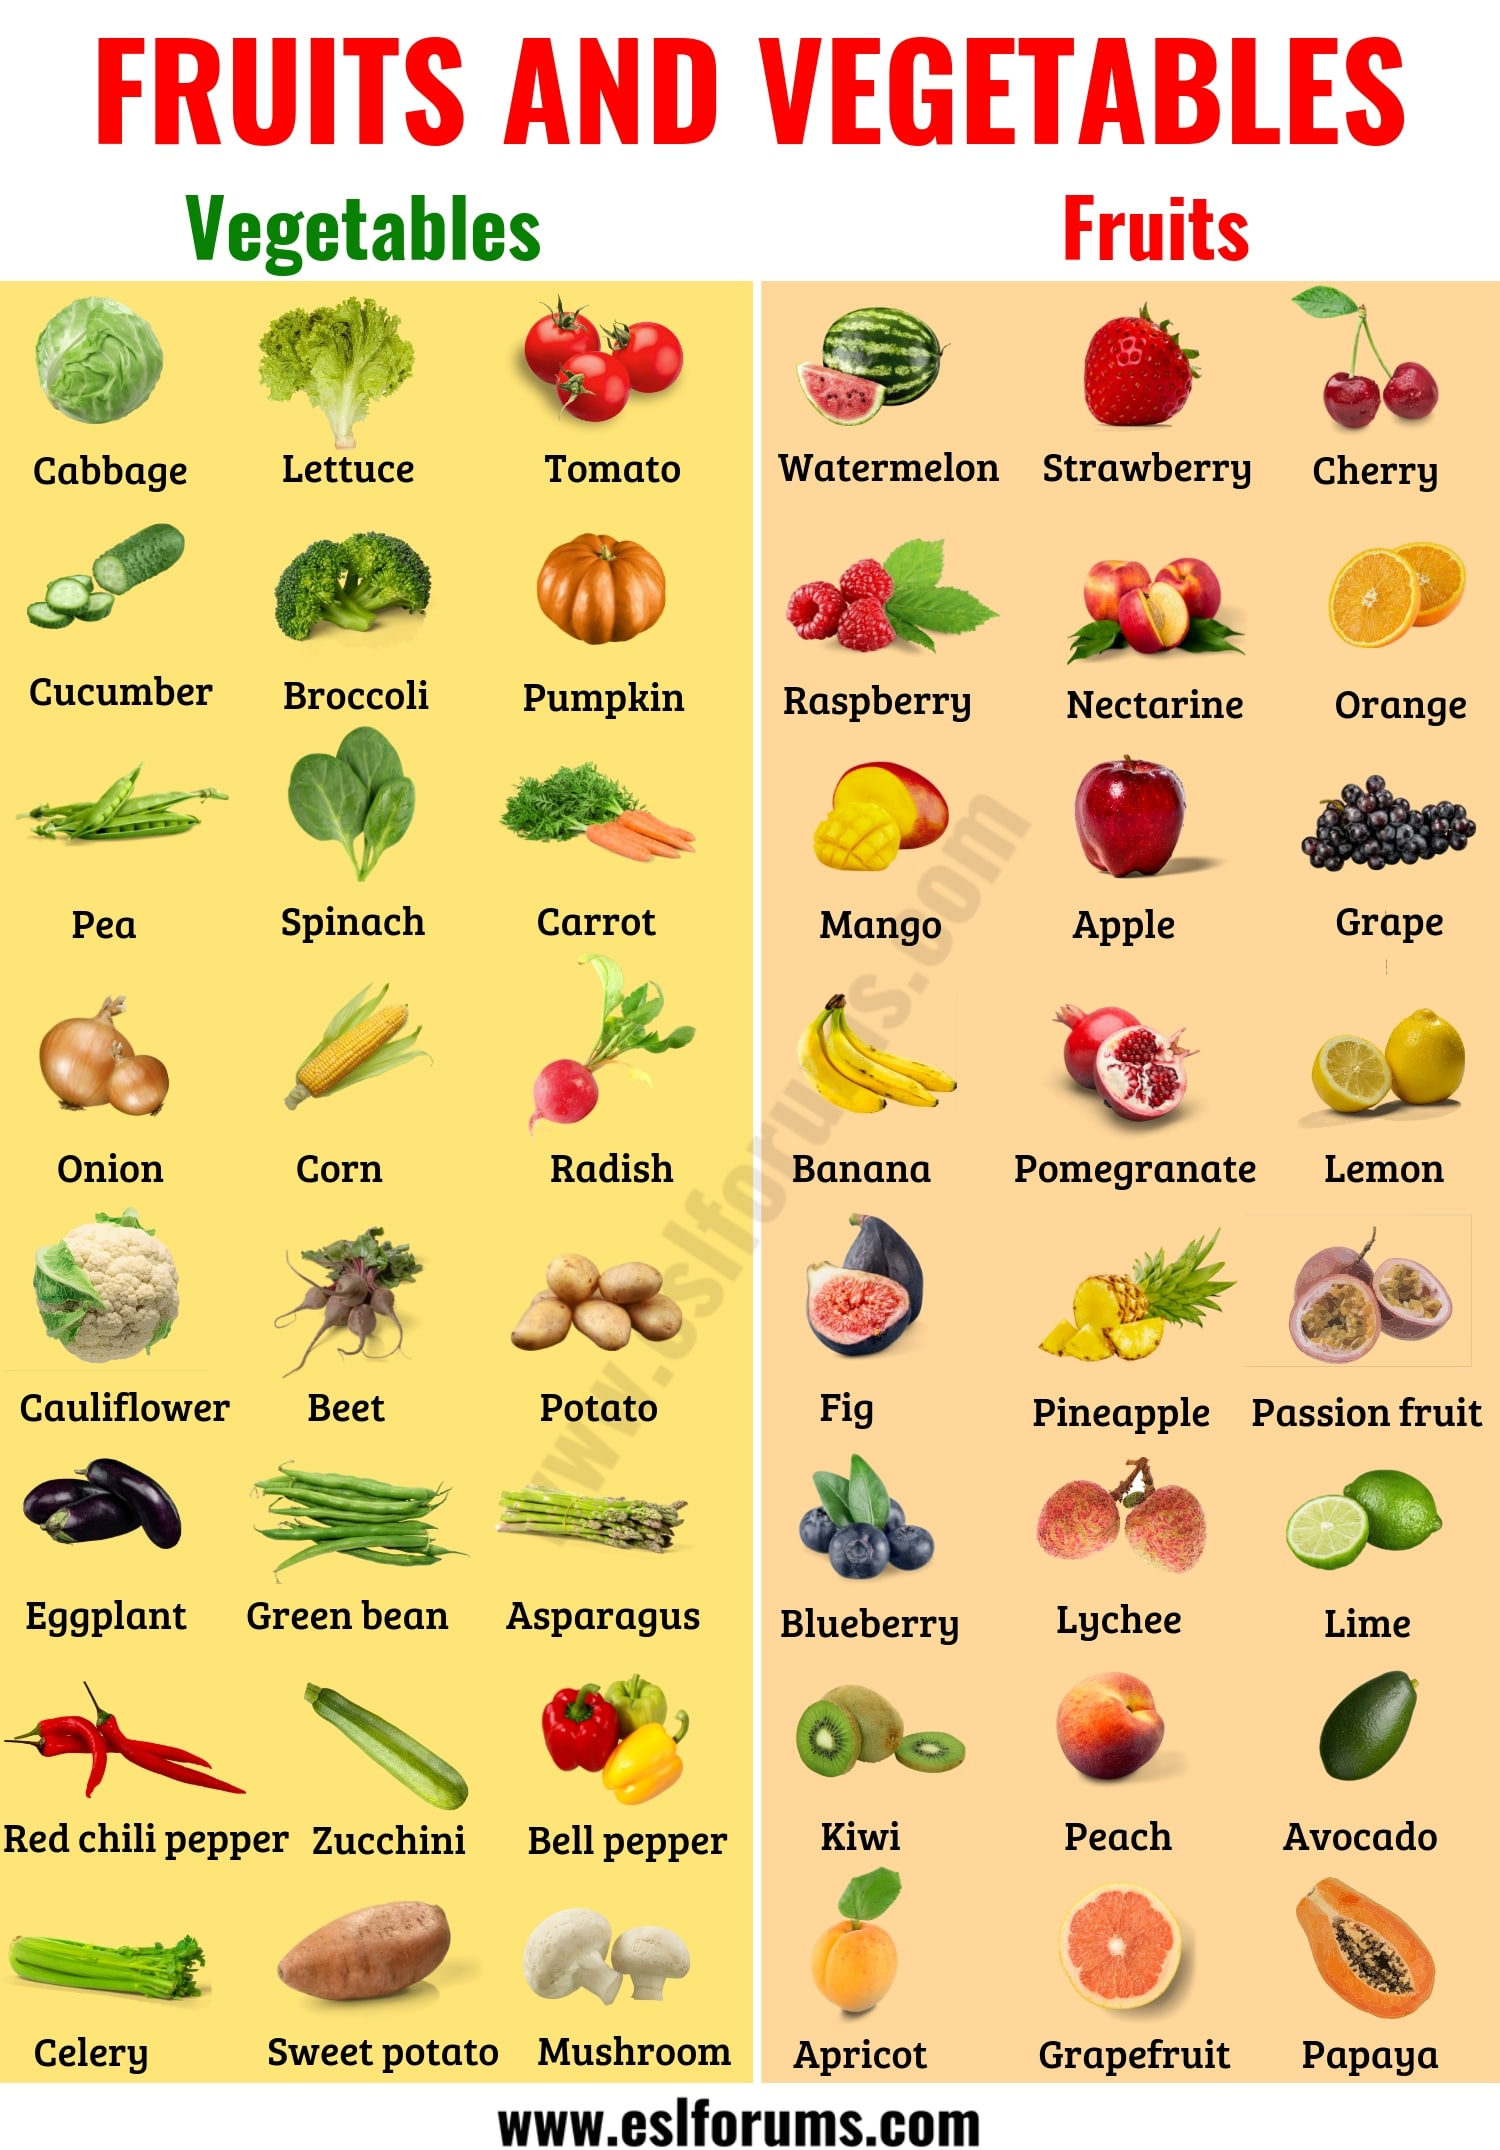 FRUITS AND VEGETABLES
Vegetables Fruits
Cabbage Lettuce Tomato Watermelon Strawberry Cherry
Cucumber Broccoli Pumpkin Raspberry Nectarine Orange
Pea Spinach Carrot Mango Apple Grape
Onion Corn Radish Banana Pomegranate Lemon
Cauliflower Beet Potato Fig Pineapple Passion fruit
Eggplant Green bean Asparagus Blueberry Lychee Lime
Red chili pepper Zucchini Bell pepper Kiwi Peach Avocado
Celery Sweet potato Mushroom Apricot Grapefruit Papaya
www.eslforums.com
www.eslforums.com